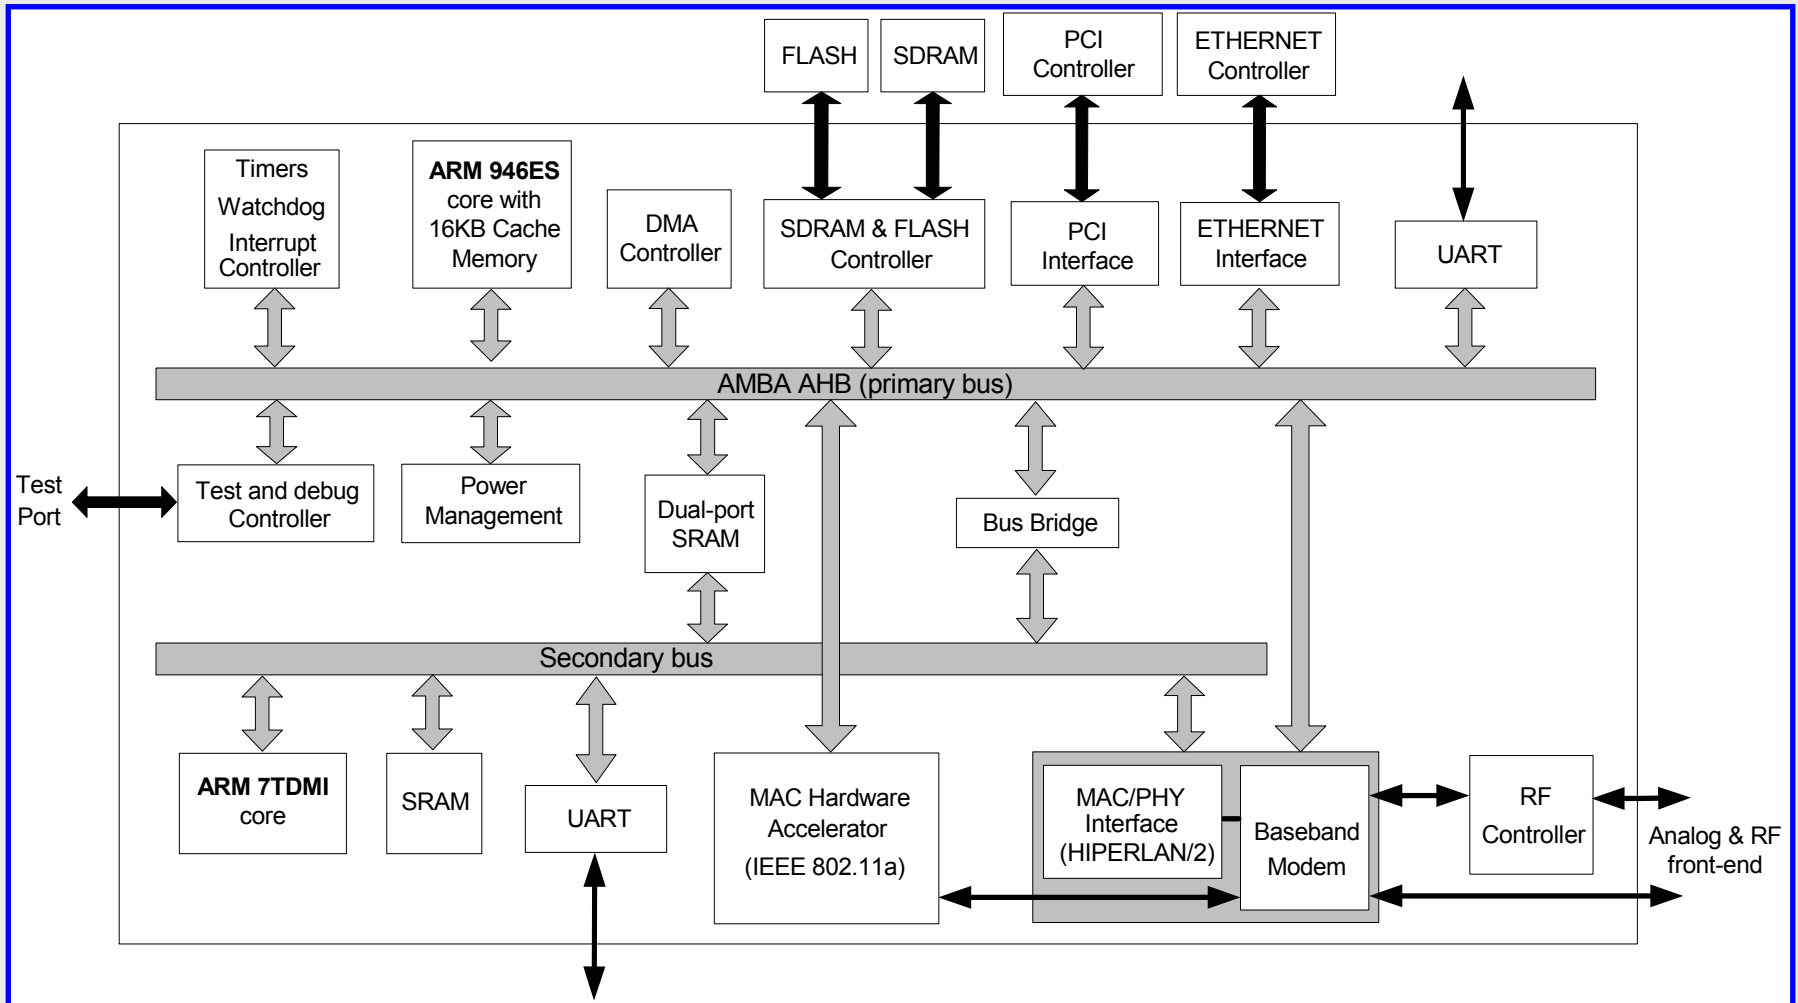 FLASH
SDRAM
PCI
Controller
ETHERNET
Controller
Timers
Watchdog
Interrupt
Controller
ARM 946ES
core with
16KB Cache
Memory
DMA
Controller
SDRAM & FLASH
Controller
PCI
Interface
ETHERNET
Interface
UART
AMBA AHB (primary bus)
Test
Port
Test and debug
Controller
Power
Management
Dual-port
SRAM
Bus Bridge
Secondary bus
ARM 7TDMI
core
SRAM
UART
MAC Hardware
Accelerator
(IEEE 802.11a)
MAC/PHY
Interface
(HIPERLAN/2)
Baseband
Modem
RF
Controller
Analog & RF
front-end